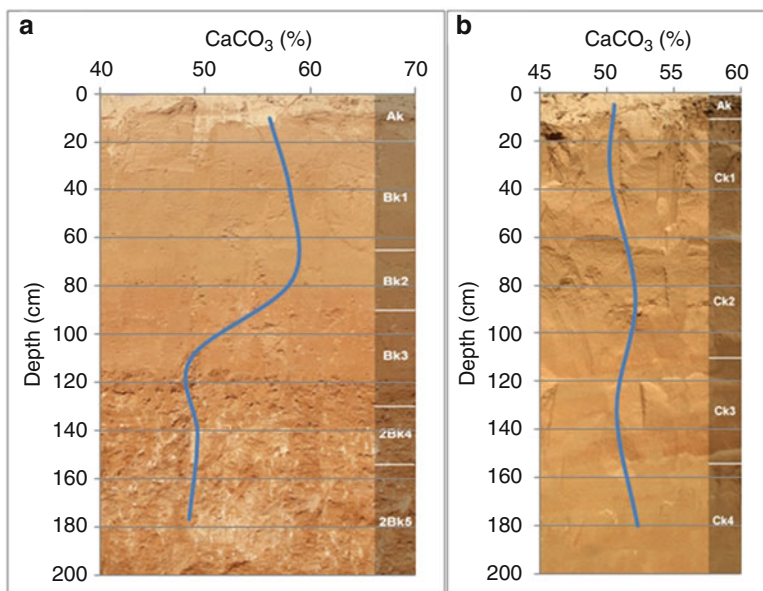 a
CaCO3 (%)
40 50 60 70
Depth (cm)
0
20
40
60
80
100
120
140
160
180
200
Ak
Bk1
Bk2
Bk3
2Bk4
2Bk5
b
CaCO3 (%)
45 50 55 60
Depth (cm)
0
20
40
60
80
100
120
140
160
180
200
Ak
Ck1
Ck2
Ck3
Ck4